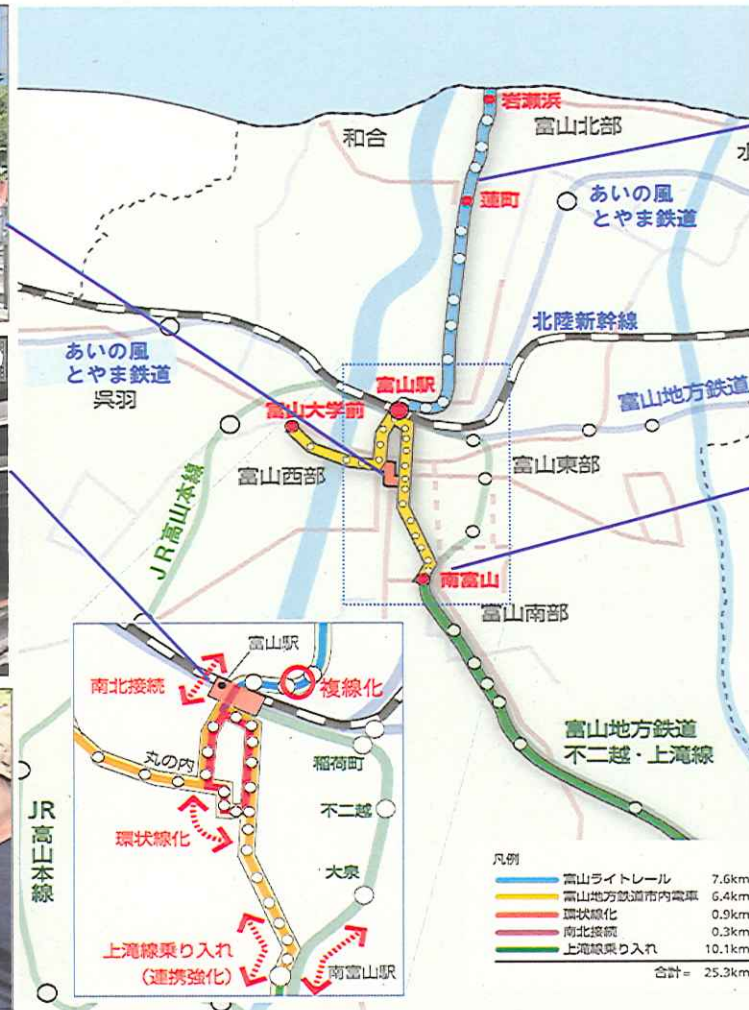 岩瀬浜
富山北部
和合
蓮町
あいの風
とやま鉄道
北陸新幹線
あいの風
とやま鉄道
呉羽
富山駅
富山大学前
富山地方鉄道
富山西部
富山東部
JR高山本線
南富山
富山南部
富山地方鉄道
不二越・上滝線
富山駅
南北接続
複線化
丸の内
稲荷町
不二越
環状線化
大泉
上滝線乗り入れ
(連携強化)
南富山駅
JR
高山本線
凡例
富山ライトレール 7.6km
富山地方鉄道市内電車 6.4km
環状線化 0.9km
南北接続 0.3km
上滝線乗り入れ 10.1km
合計= 25.3km